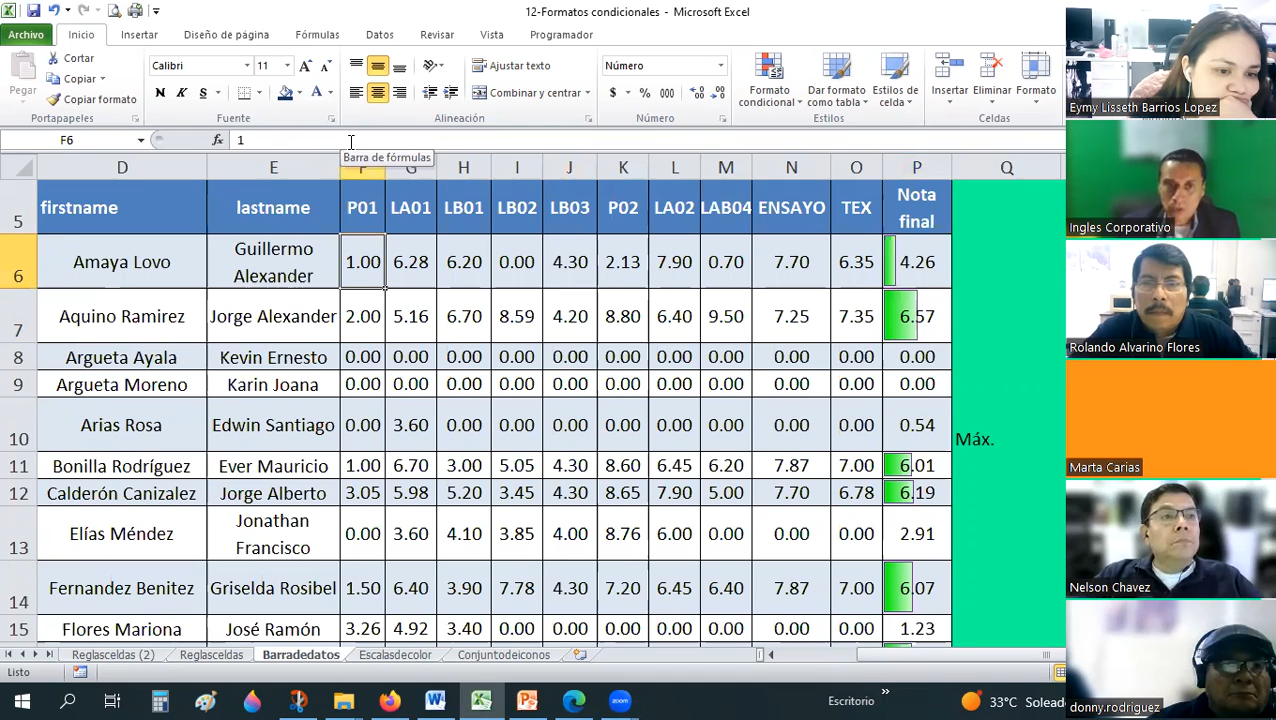 12-Formatos condicionales - Microsoft Excel
Archivo Inicio Insertar Diseño de página Fórmulas Datos Revisar Vista Programador
Pegar
Cortar
Copiar
Copiar formato
Portapapeles
Calibri 11
N K S
Fuente
Ajustar texto
Combinar y centrar
Alineación
Número
$ % 000
Número
Formato condicional
Dar formato como tabla
Estilos de celda
Estilos
Insertar Eliminar Formato
Celdas
F6 fx 1
Barra de fórmulas
D E F G H I J K L M N O P Q
5 firstname lastname P01 LA01 LB01 LB02 LB03 P02 LA02 LAB04 ENSAYO TEX Nota final
6 Amaya Lovo Guillermo Alexander 1.00 6.28 6.20 0.00 4.30 2.13 7.90 0.70 7.70 6.35 4.26
7 Aquino Ramirez Jorge Alexander 2.00 5.16 6.70 8.59 4.20 8.80 6.40 9.50 7.25 7.35 6.57
8 Argueta Ayala Kevin Ernesto 0.00 0.00 0.00 0.00 0.00 0.00 0.00 0.00 0.00 0.00 0.00
9 Argueta Moreno Karin Joana 0.00 0.00 0.00 0.00 0.00 0.00 0.00 0.00 0.00 0.00 0.00
10 Arias Rosa Edwin Santiago 0.00 3.60 0.00 0.00 0.00 0.00 0.00 0.00 0.00 0.00 0.54 Máx.
11 Bonilla Rodríguez Ever Mauricio 1.00 6.70 3.00 5.05 4.30 8.60 6.45 6.20 7.87 7.00 6.01
12 Calderón Canizalez Jorge Alberto 3.05 5.98 5.20 3.45 4.30 8.65 7.90 5.00 7.70 6.78 6.19
13 Elías Méndez Jonathan Francisco 0.00 3.60 4.10 3.85 4.00 8.76 6.00 0.00 0.00 0.00 2.91
14 Fernandez Benitez Griselda Rosibel 1.50 6.40 3.90 7.78 4.30 7.20 6.45 6.40 7.87 7.00 6.07
15 Flores Mariona José Ramón 3.26 4.92 3.40 0.00 0.00 0.00 0.00 0.00 0.00 0.00 1.23
Reglasceldas (2) Reglasceldas Barradedatos Escalasdecolor Conjuntodeiconos
Listo
Escritorio » 33°C Soleado
Eymy Lisseth Barrios Lopez
Ingles Corporativo
Rolando Alvarino Flores
Marta Carias
Nelson Chavez
donny.rodriguez